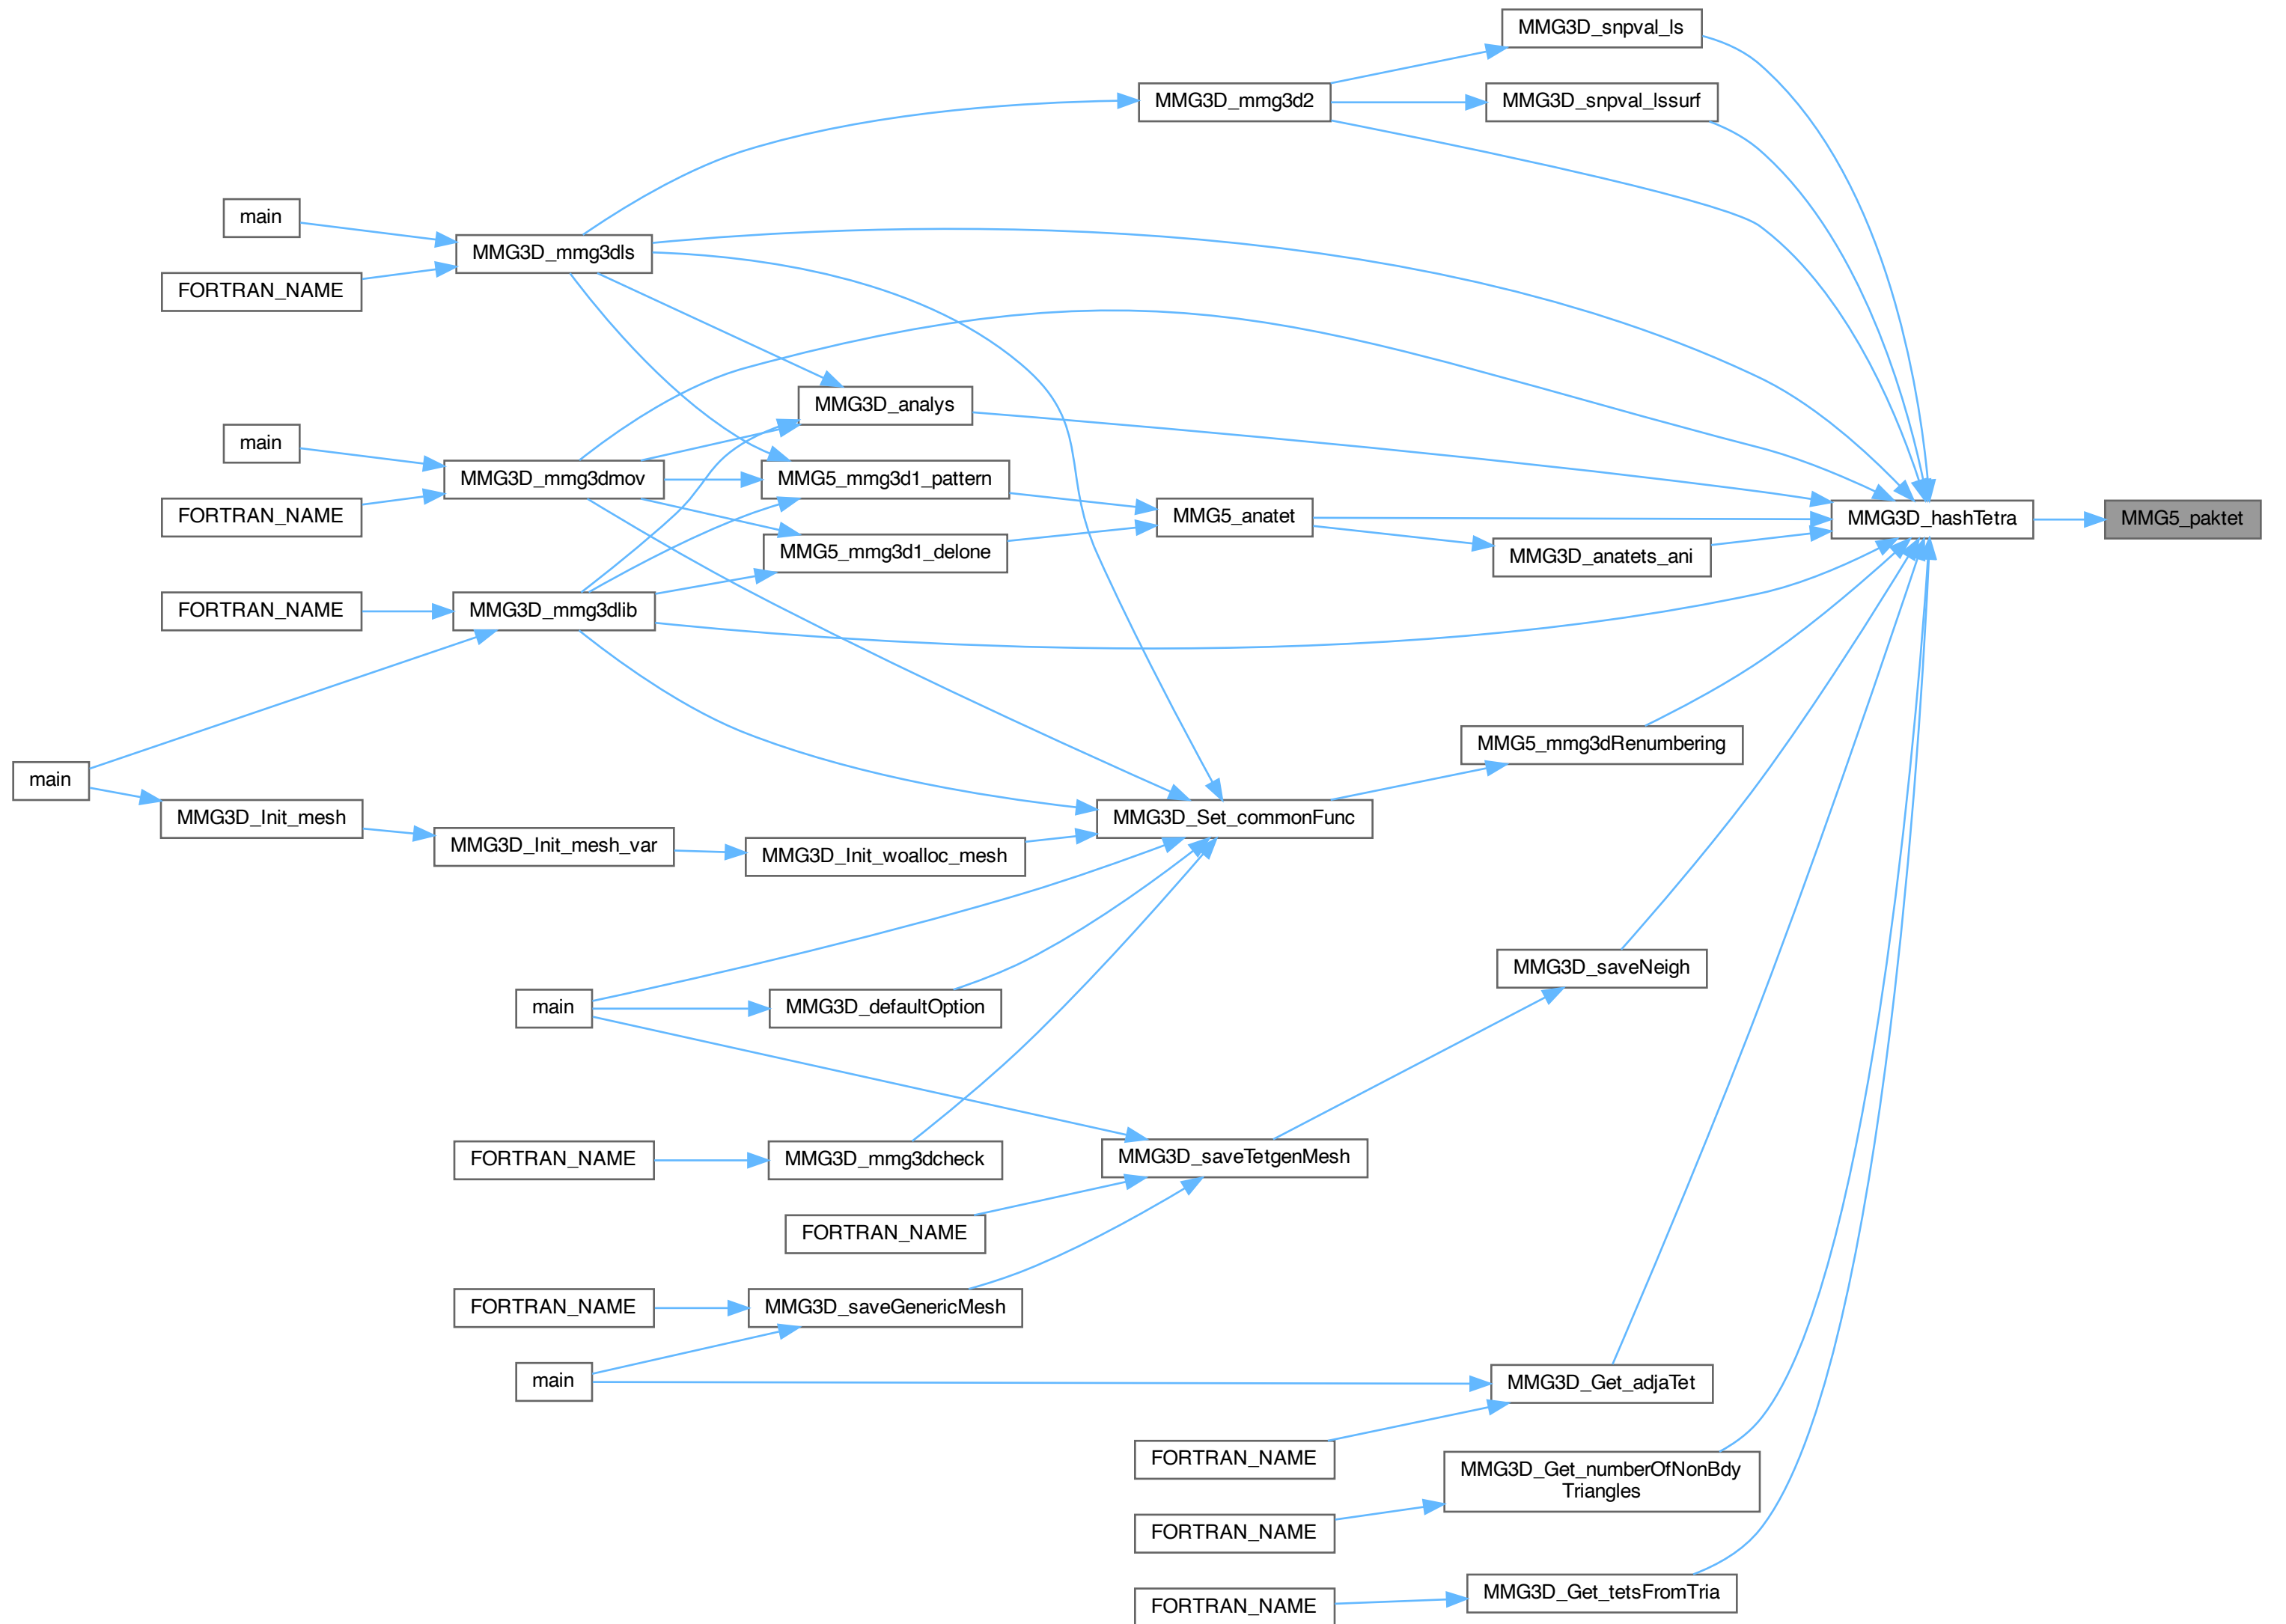 MMG3D_snpval_ls
MMG3D_mmg3d2
MMG3D_snpval_lssurf
main
MMG3D_mmg3dls
FORTRAN_NAME
MMG3D_analys
main
MMG3D_mmg3dmov
MMG5_mmg3d1_pattern
FORTRAN_NAME
MMG5_anatet
MMG3D_hashTetra
MMG5_paktet
MMG5_mmg3d1_delone
MMG3D_anatets_ani
FORTRAN_NAME
MMG3D_mmg3dlib
MMG5_mmg3dRenumbering
main
MMG3D_Init_mesh
MMG3D_Set_commonFunc
MMG3D_Init_mesh_var
MMG3D_Init_woalloc_mesh
MMG3D_saveNeigh
main
MMG3D_defaultOption
FORTRAN_NAME
MMG3D_mmg3dcheck
MMG3D_saveTetgenMesh
FORTRAN_NAME
FORTRAN_NAME
MMG3D_saveGenericMesh
main
MMG3D_Get_adjaTet
FORTRAN_NAME
MMG3D_Get_numberOfNonBdy
Triangles
FORTRAN_NAME
MMG3D_Get_tetsFromTria
FORTRAN_NAME